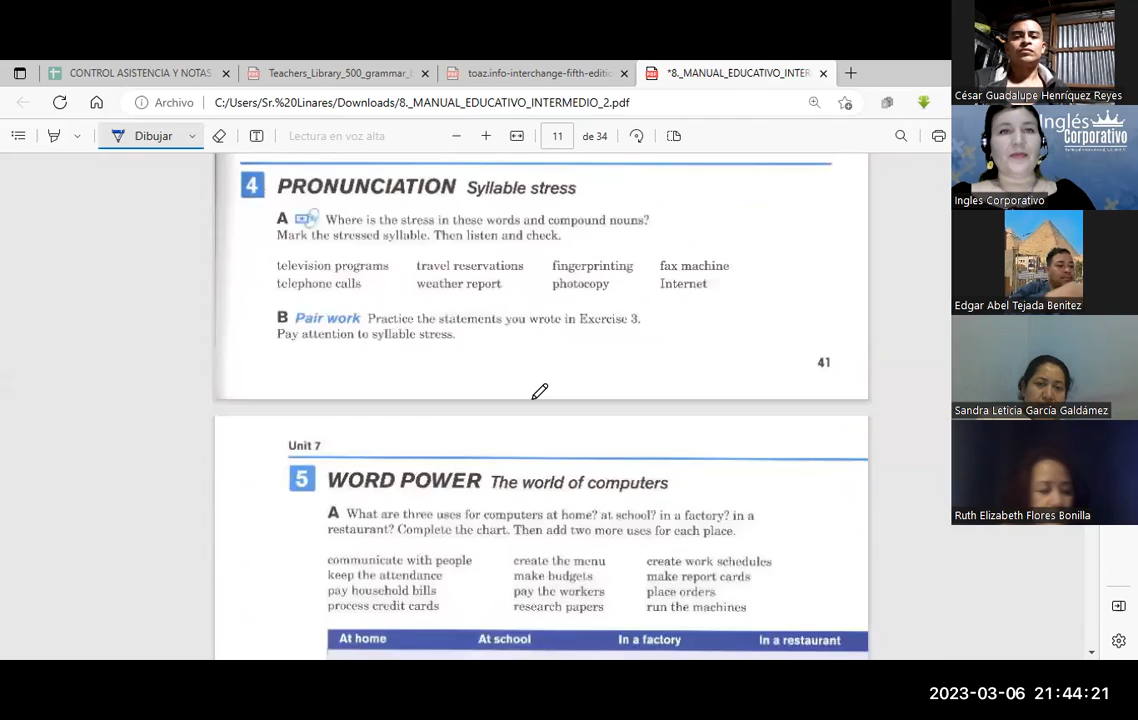 CONTROL ASISTENCIA Y NOTAS
Teachers_Library_500_grammar_
toaz.info-interchange-fifth-editio
*8._MANUAL_EDUCATIVO_INTER
Archivo
C:/Users/Sr.%20Linares/Downloads/8._MANUAL_EDUCATIVO_INTERMEDIO_2.pdf
Dibujar
Lectura en voz alta
11
de 34
4 PRONUNCIATION Syllable stress
A Where is the stress in these words and compound nouns?
Mark the stressed syllable. Then listen and check.
television programs travel reservations fingerprinting fax machine
telephone calls weather report photocopy Internet
B Pair work Practice the statements you wrote in Exercise 3.
Pay attention to syllable stress.
41
Unit 7
5 WORD POWER The world of computers
A What are three uses for computers at home? at school? in a factory? in a
restaurant? Complete the chart. Then add two more uses for each place.
communicate with people create the menu create work schedules
keep the attendance make budgets make report cards
pay household bills pay the workers place orders
process credit cards research papers run the machines
At home At school In a factory In a restaurant
César Guadalupe Henríquez Reyes
Inglés
Corporativo
Ingles Corporativo
Edgar Abel Tejada Benitez
Sandra Leticia García Galdámez
Ruth Elizabeth Flores Bonilla
2023-03-06 21:44:21